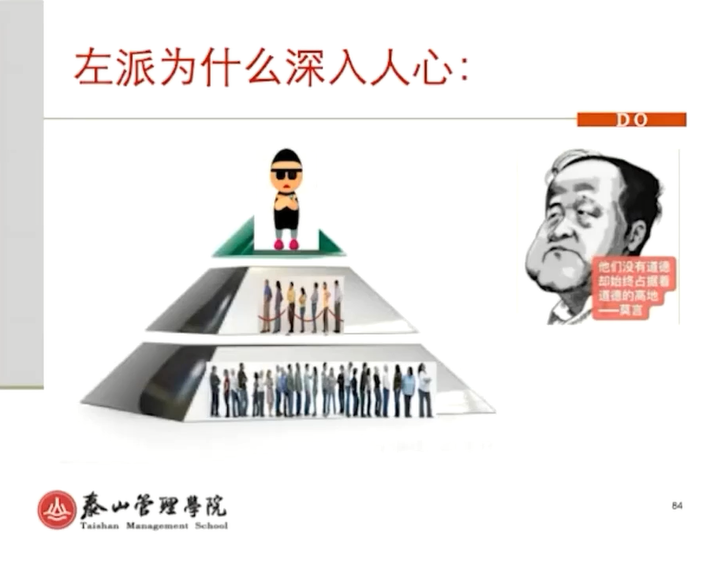 左派为什么深入人心：
DO
他们没有道德
却始终占据着
道德的高地
——莫言
泰山管理學院
Taishan Management School
84